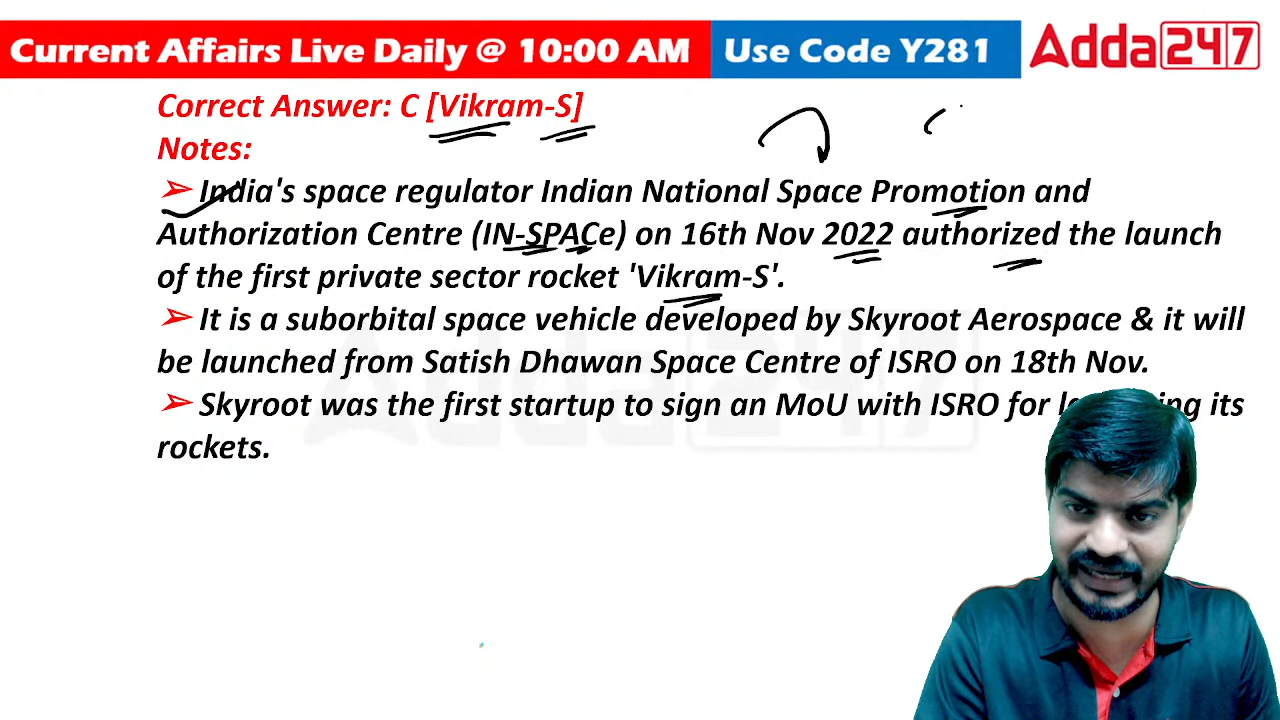 Current Affairs Live Daily @ 10:00 AM Use Code Y281 Adda247
Correct Answer: C [Vikram-S]
Notes:
➢ India's space regulator Indian National Space Promotion and
Authorization Centre (IN-SPACe) on 16th Nov 2022 authorized the launch
of the first private sector rocket 'Vikram-S'.
➢ It is a suborbital space vehicle developed by Skyroot Aerospace & it will
be launched from Satish Dhawan Space Centre of ISRO on 18th Nov.
➢ Skyroot was the first startup to sign an MoU with ISRO for its
rockets.
Adda247